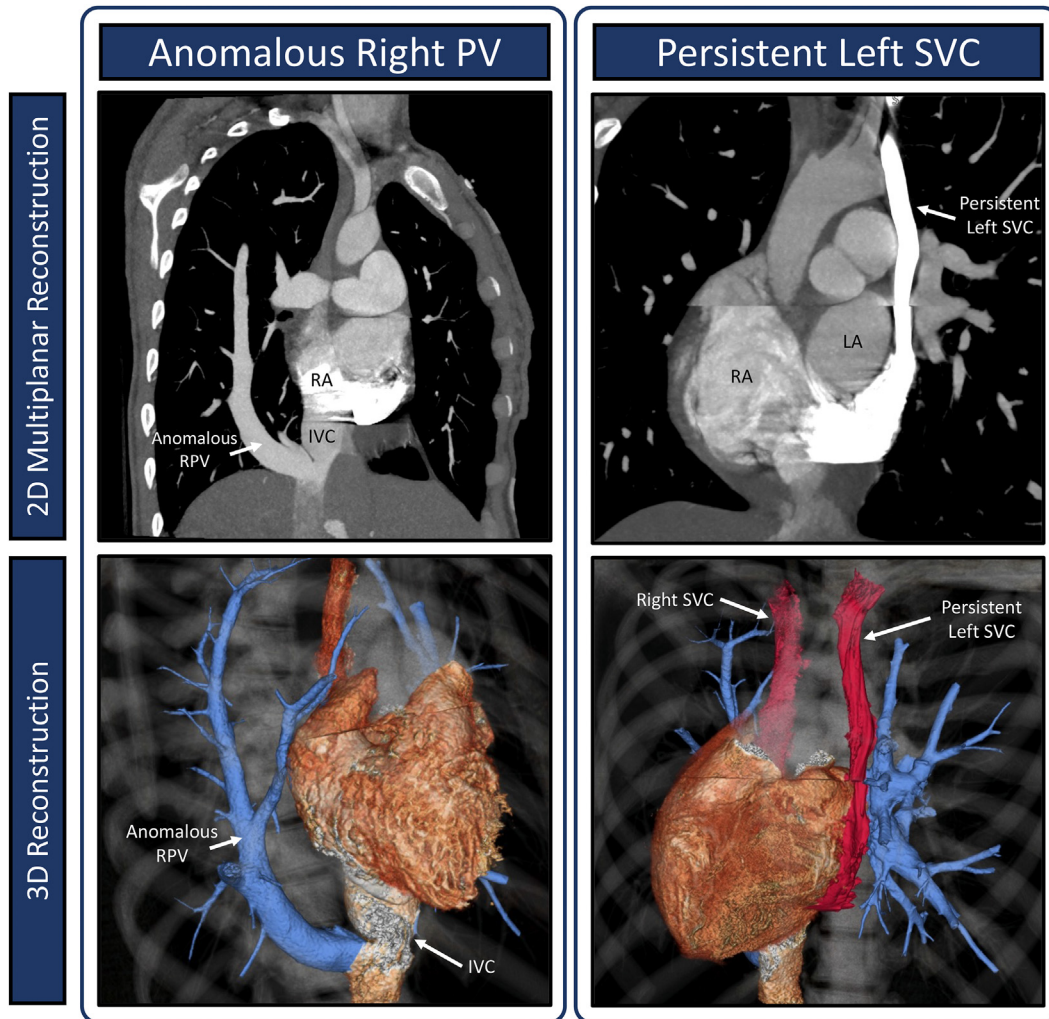 Anomalous Right PV
Persistent Left SVC
2D Multiplanar Reconstruction
Anomalous
RPV
RA
IVC
Persistent
Left SVC
LA
RA
3D Reconstruction
Anomalous
RPV
IVC
Right SVC
Persistent
Left SVC